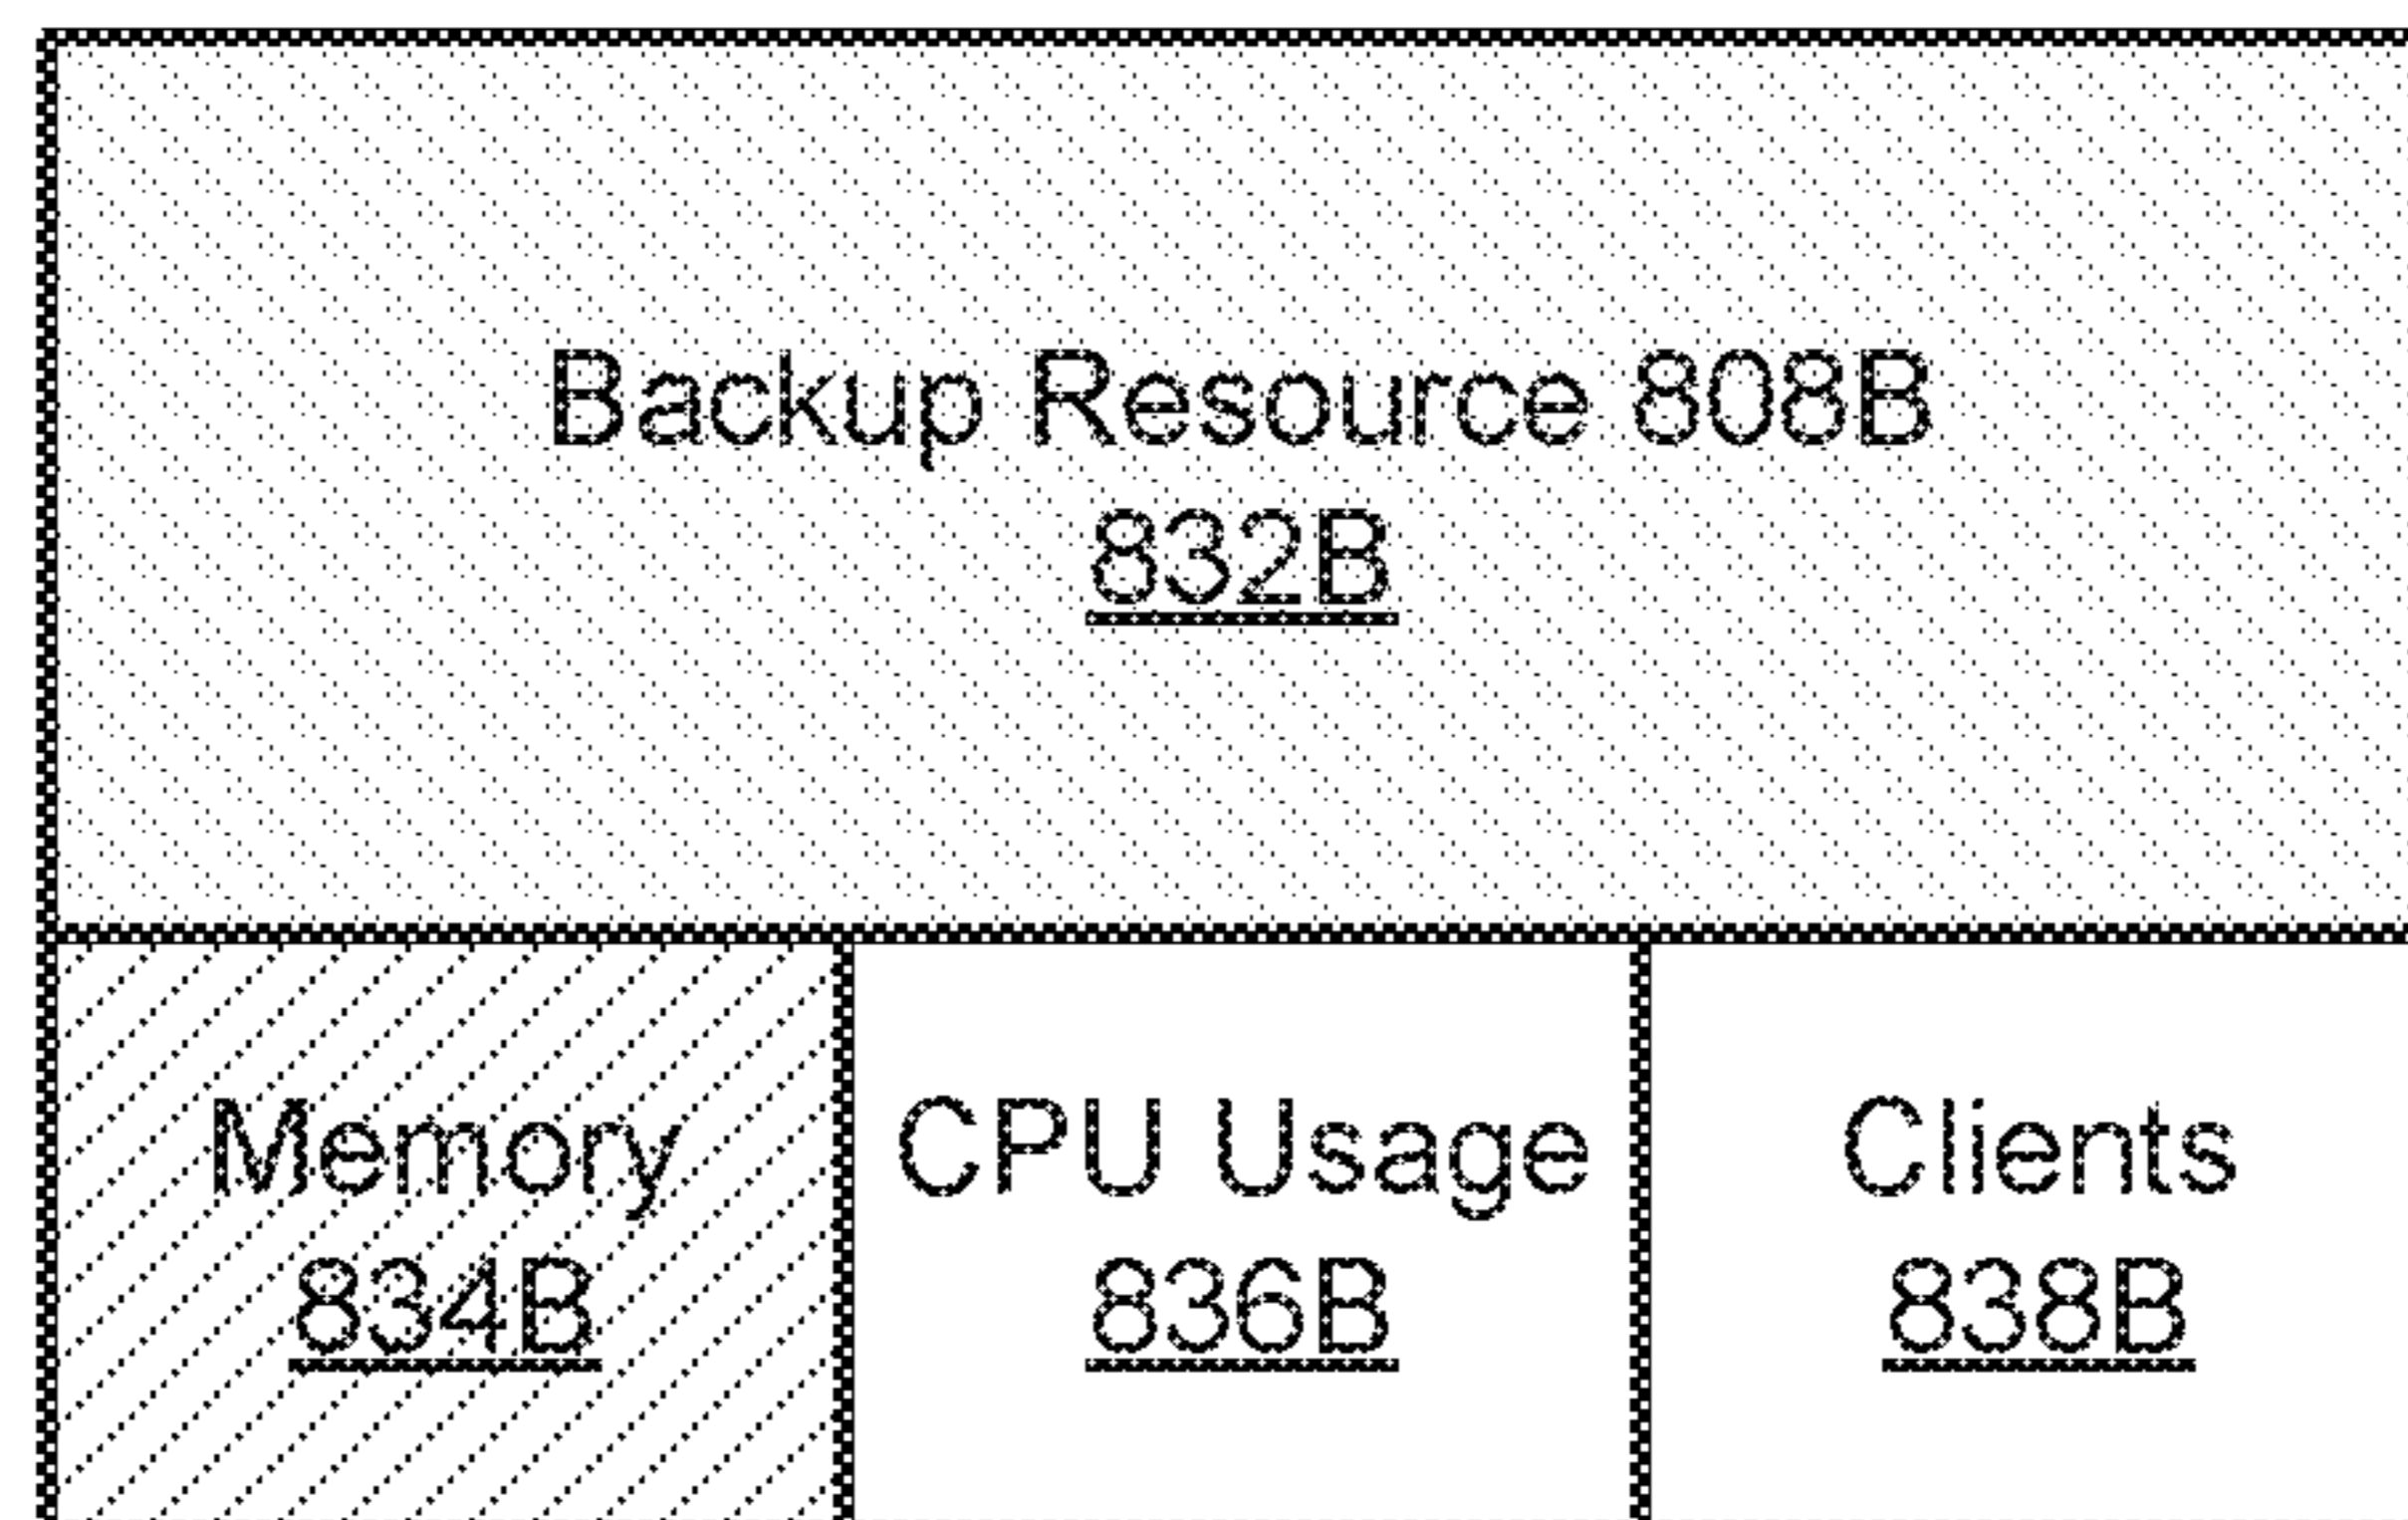 Backup Resource 808B
832B
Memory
834B
CPU Usage
836B
Clients
838B